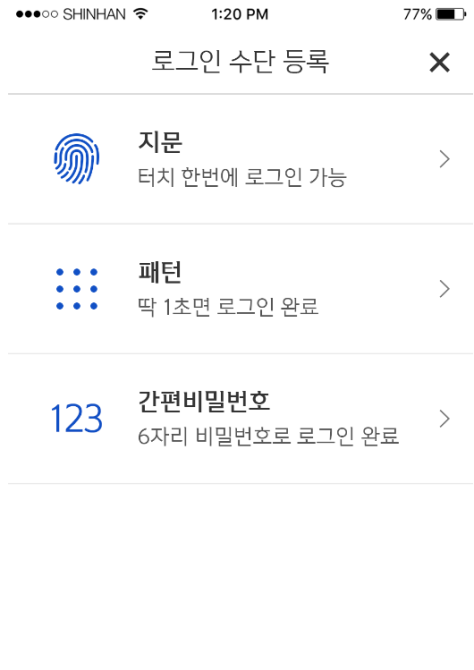 SHINHAN 1:20 PM 77%
로그인 수단 등록
지문
터치 한번에 로그인 가능
패턴
딱 1초면 로그인 완료
123
간편비밀번호
6자리 비밀번호로 로그인 완료